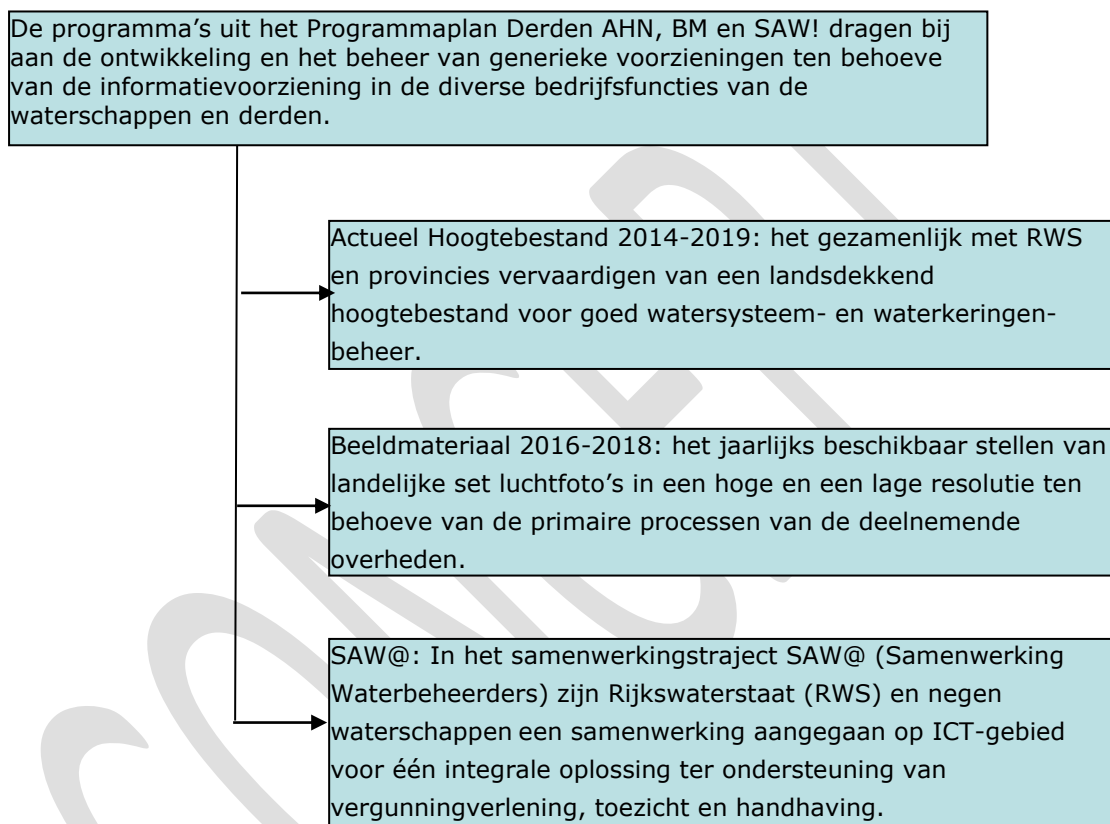 De programma’s uit het Programmaplan Derden AHN, BM en SAW! dragen bij
aan de ontwikkeling en het beheer van generieke voorzieningen ten behoeve
van de informatievoorziening in de diverse bedrijfsfuncties van de
waterschappen en derden.
Actueel Hoogtebestand 2014-2019: het gezamenlijk met RWS
en provincies vervaardigen van een landsdekkend
hoogtebestand voor goed watersysteem- en waterkeringen-
beheer.
Beeldmateriaal 2016-2018: het jaarlijks beschikbaar stellen van
landelijke set luchtfoto’s in een hoge en een lage resolutie ten
behoeve van de primaire processen van de deelnemende
overheden.
SAW@: In het samenwerkingstraject SAW@ (Samenwerking
Waterbeheerders) zijn Rijkswaterstaat (RWS) en negen
waterschappen een samenwerking aangegaan op ICT-gebied
voor één integrale oplossing ter ondersteuning van
vergunningverlening, toezicht en handhaving.
CONCEPT